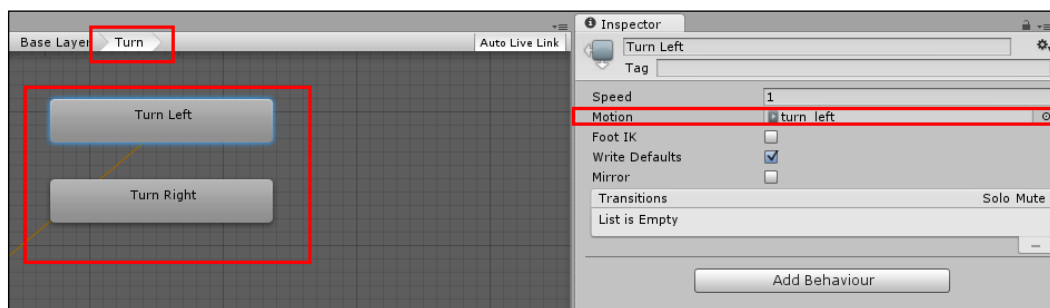 Base Layer Turn Auto Live Link
Turn Left
Turn Right
Inspector
Turn Left
Tag
Speed 1
Motion turn_left
Foot IK
Write Defaults
Mirror
Transitions Solo Mute
List is Empty
Add Behaviour